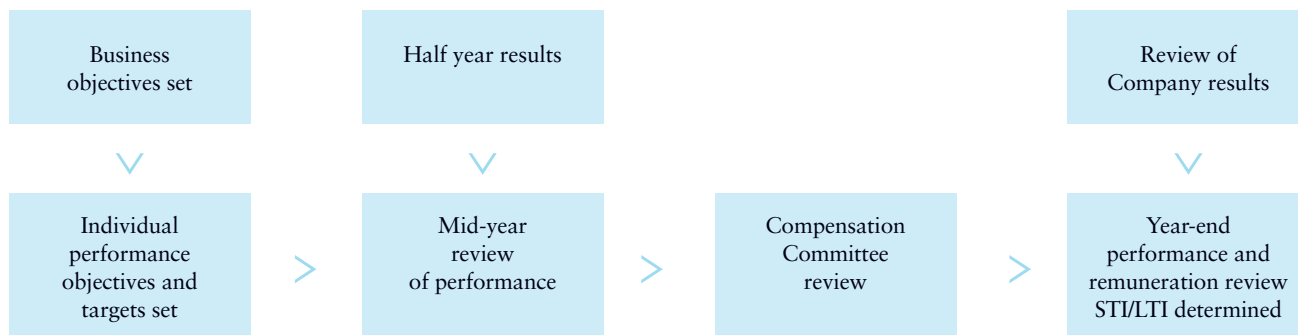 Business
objectives set
Half year results
Review of
Company results
Individual
performance
objectives and
targets set
Mid-year
review
of performance
Compensation
Committee
review
Year-end
performance and
remuneration review
STI/LTI determined